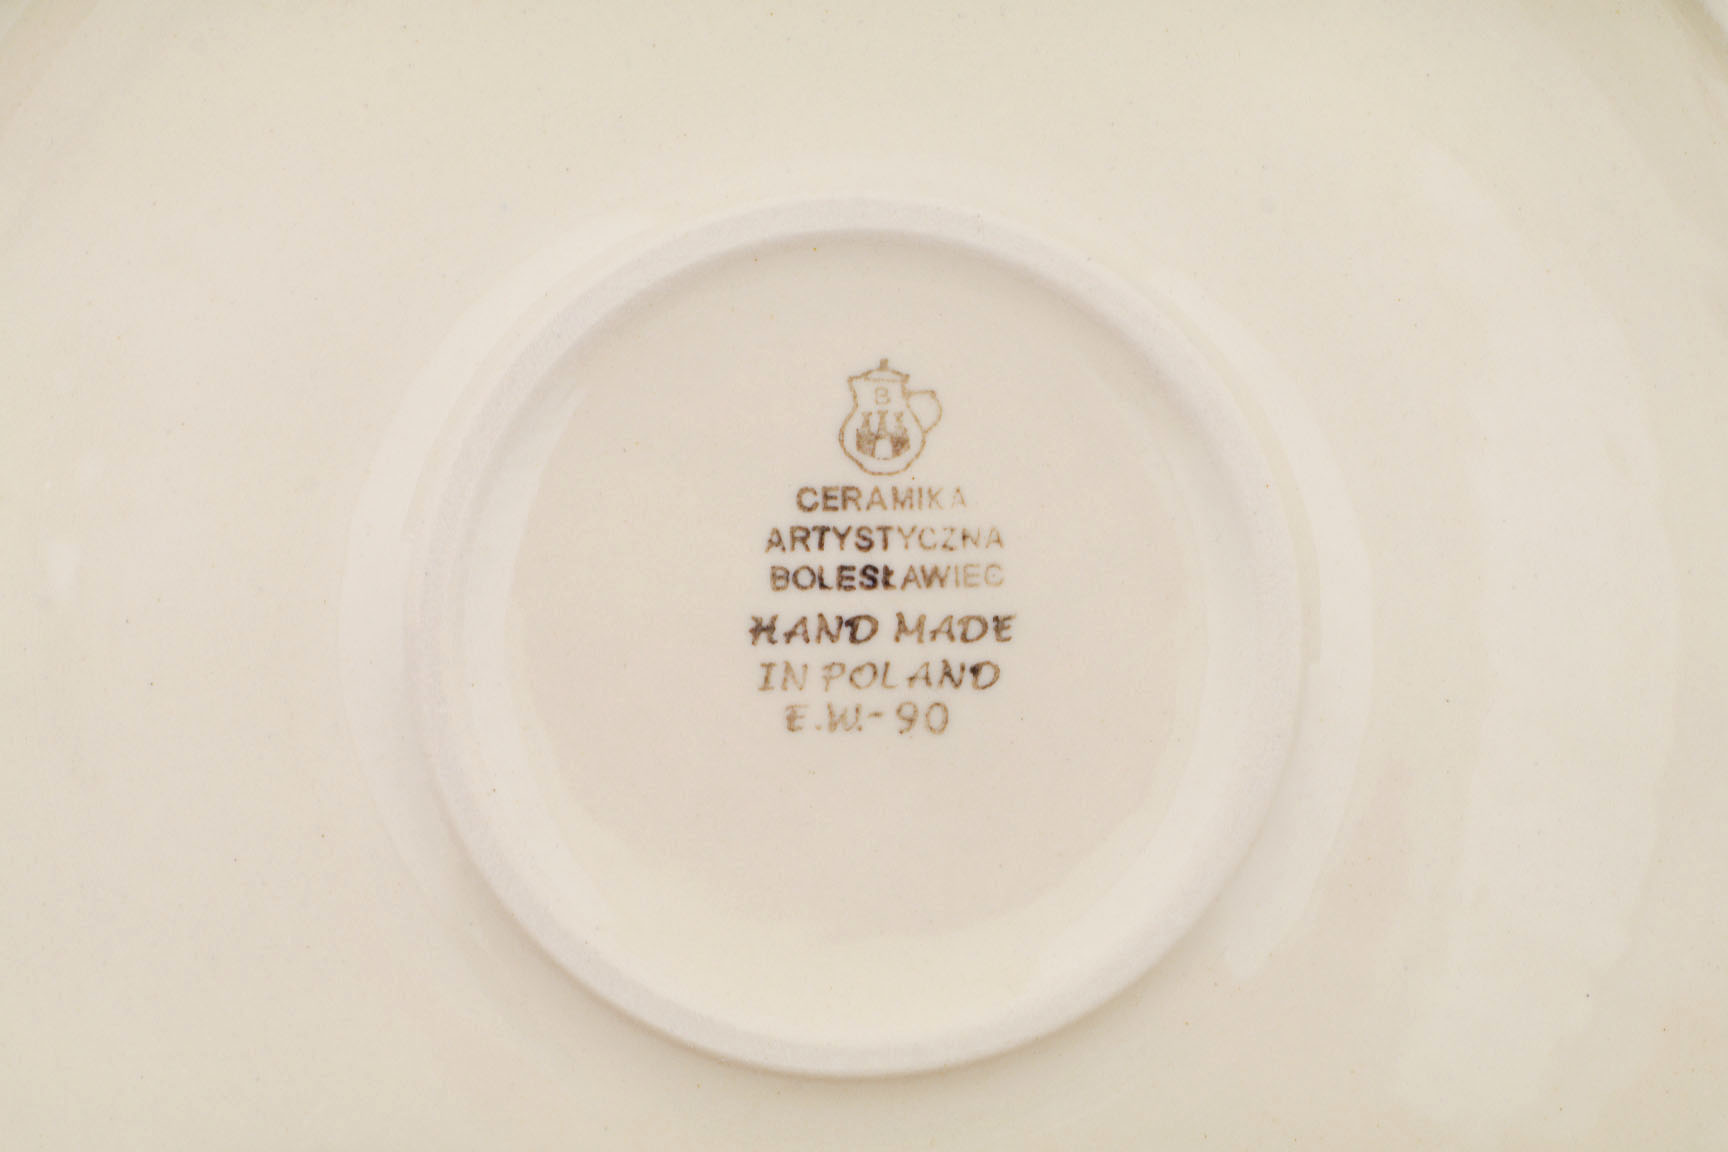 B
CERAMIKA
ARTYSTYCZNA
BOLESŁAWIEC
HAND MADE
IN POLAND
E.W.-90